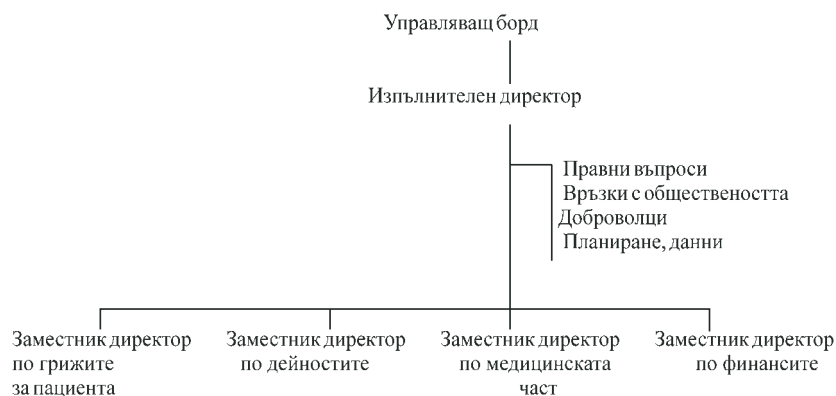 Управляващ борд
Изпълнителен директор
Правни въпроси
Връзки с обществеността
Доброволци
Планиране, данни
Заместник директор
по грижите
за пациента
Заместник директор
по дейностите
Заместник директор
по медицинската
част
Заместник директор
по финансите